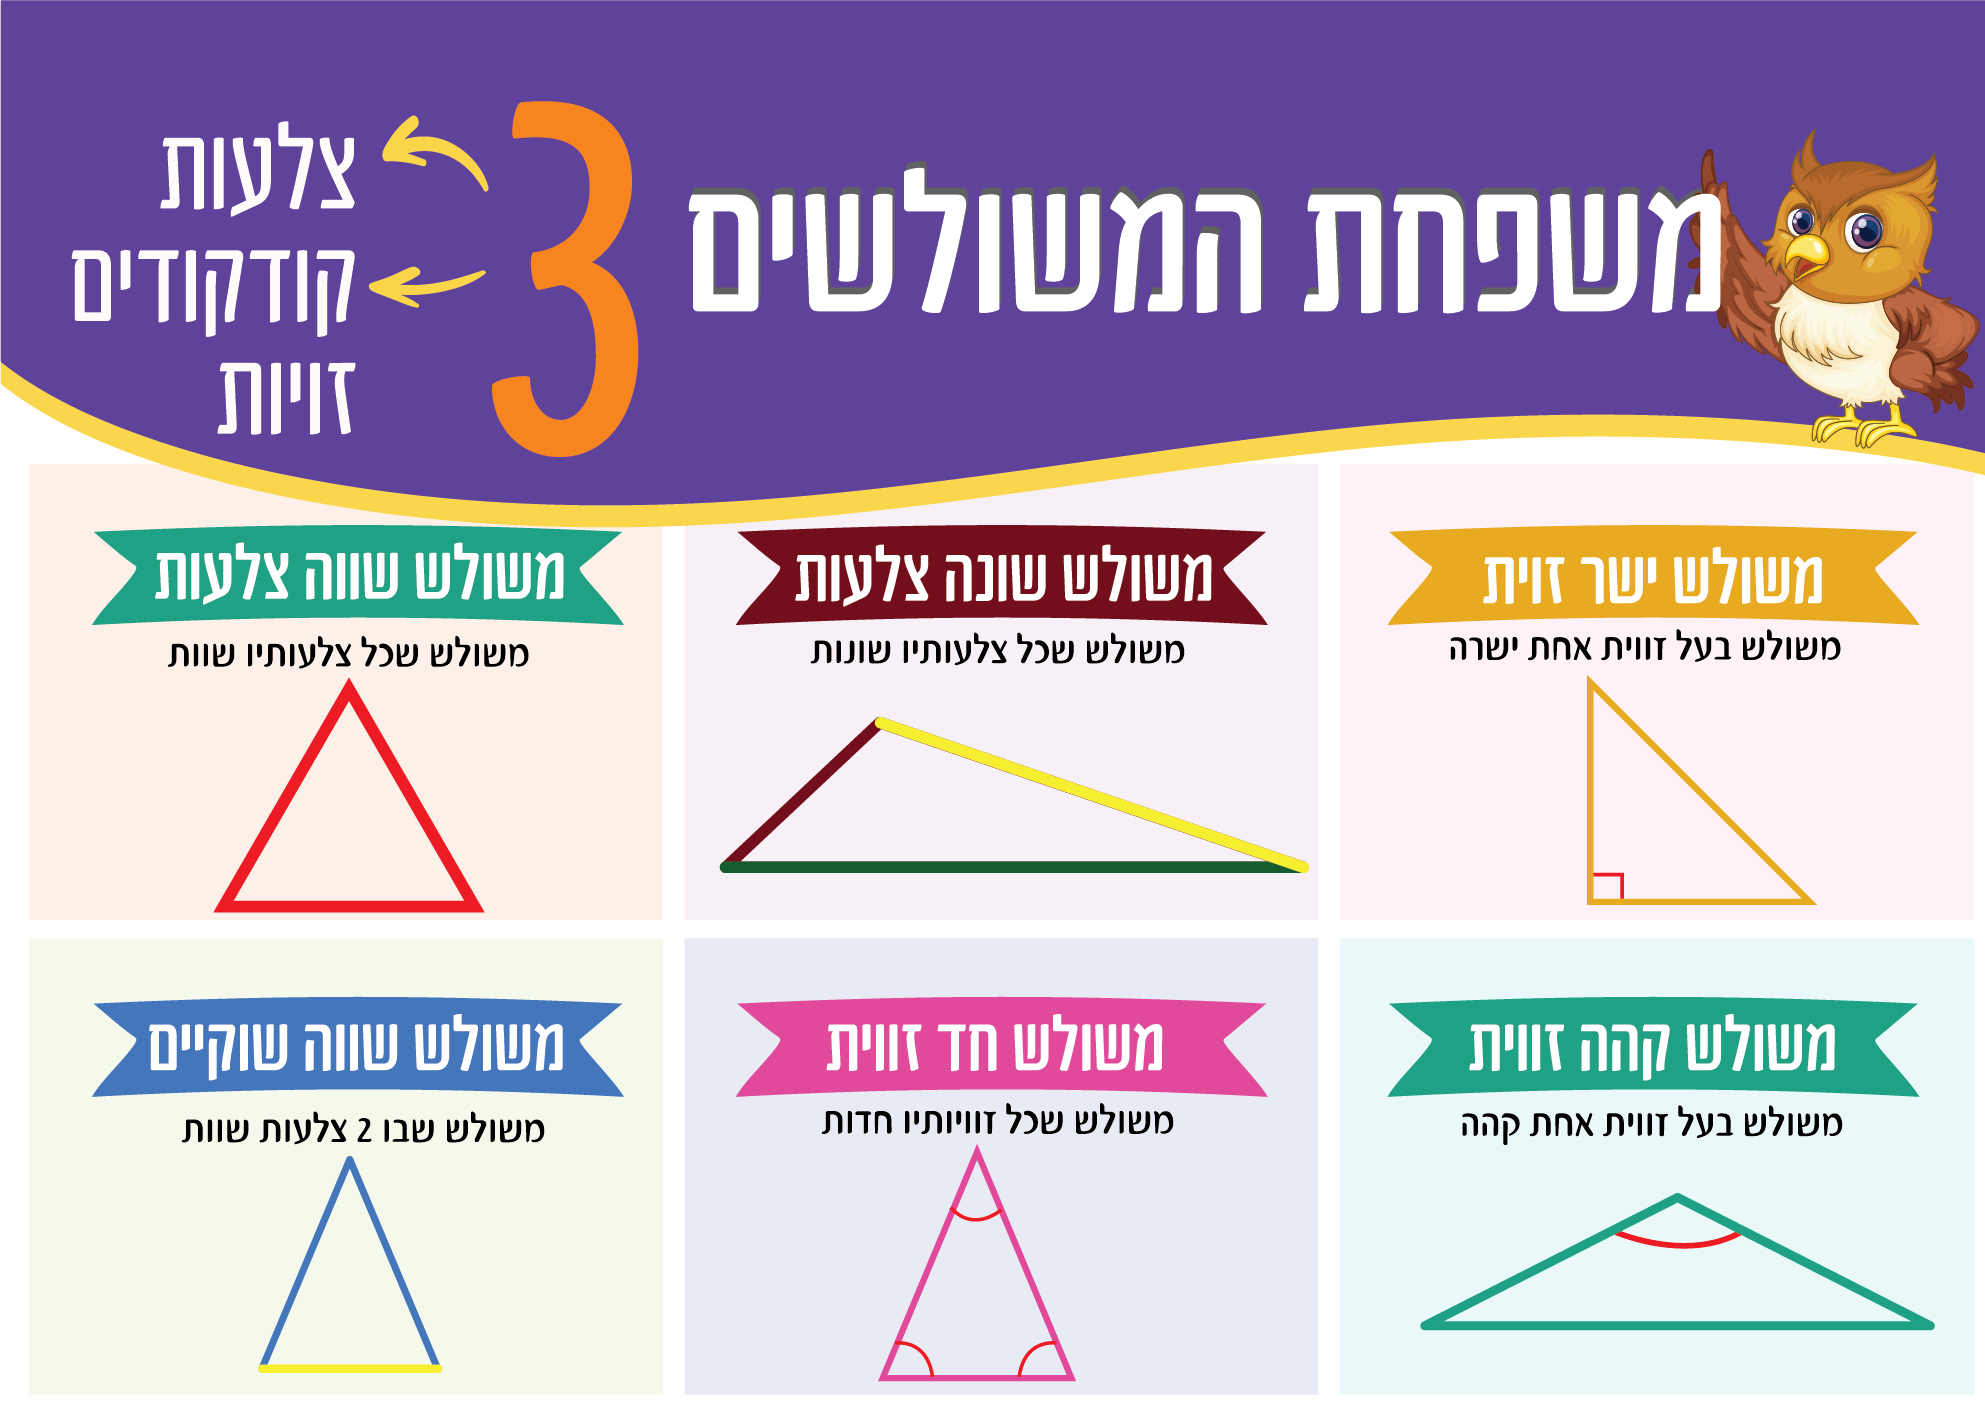 משפחת המשולשים
3
צלעות
קודקודים
זויות
משולש ישר זוית
משולש בעל זווית אחת ישרה
משולש שונה צלעות
משולש שכל צלעותיו שונות
משולש שווה צלעות
משולש שכל צלעותיו שוות
משולש קהה זווית
משולש בעל זווית אחת קהה
משולש חד זווית
משולש שכל זוויותיו חדות
משולש שווה שוקיים
משולש שבו 2 צלעות שוות